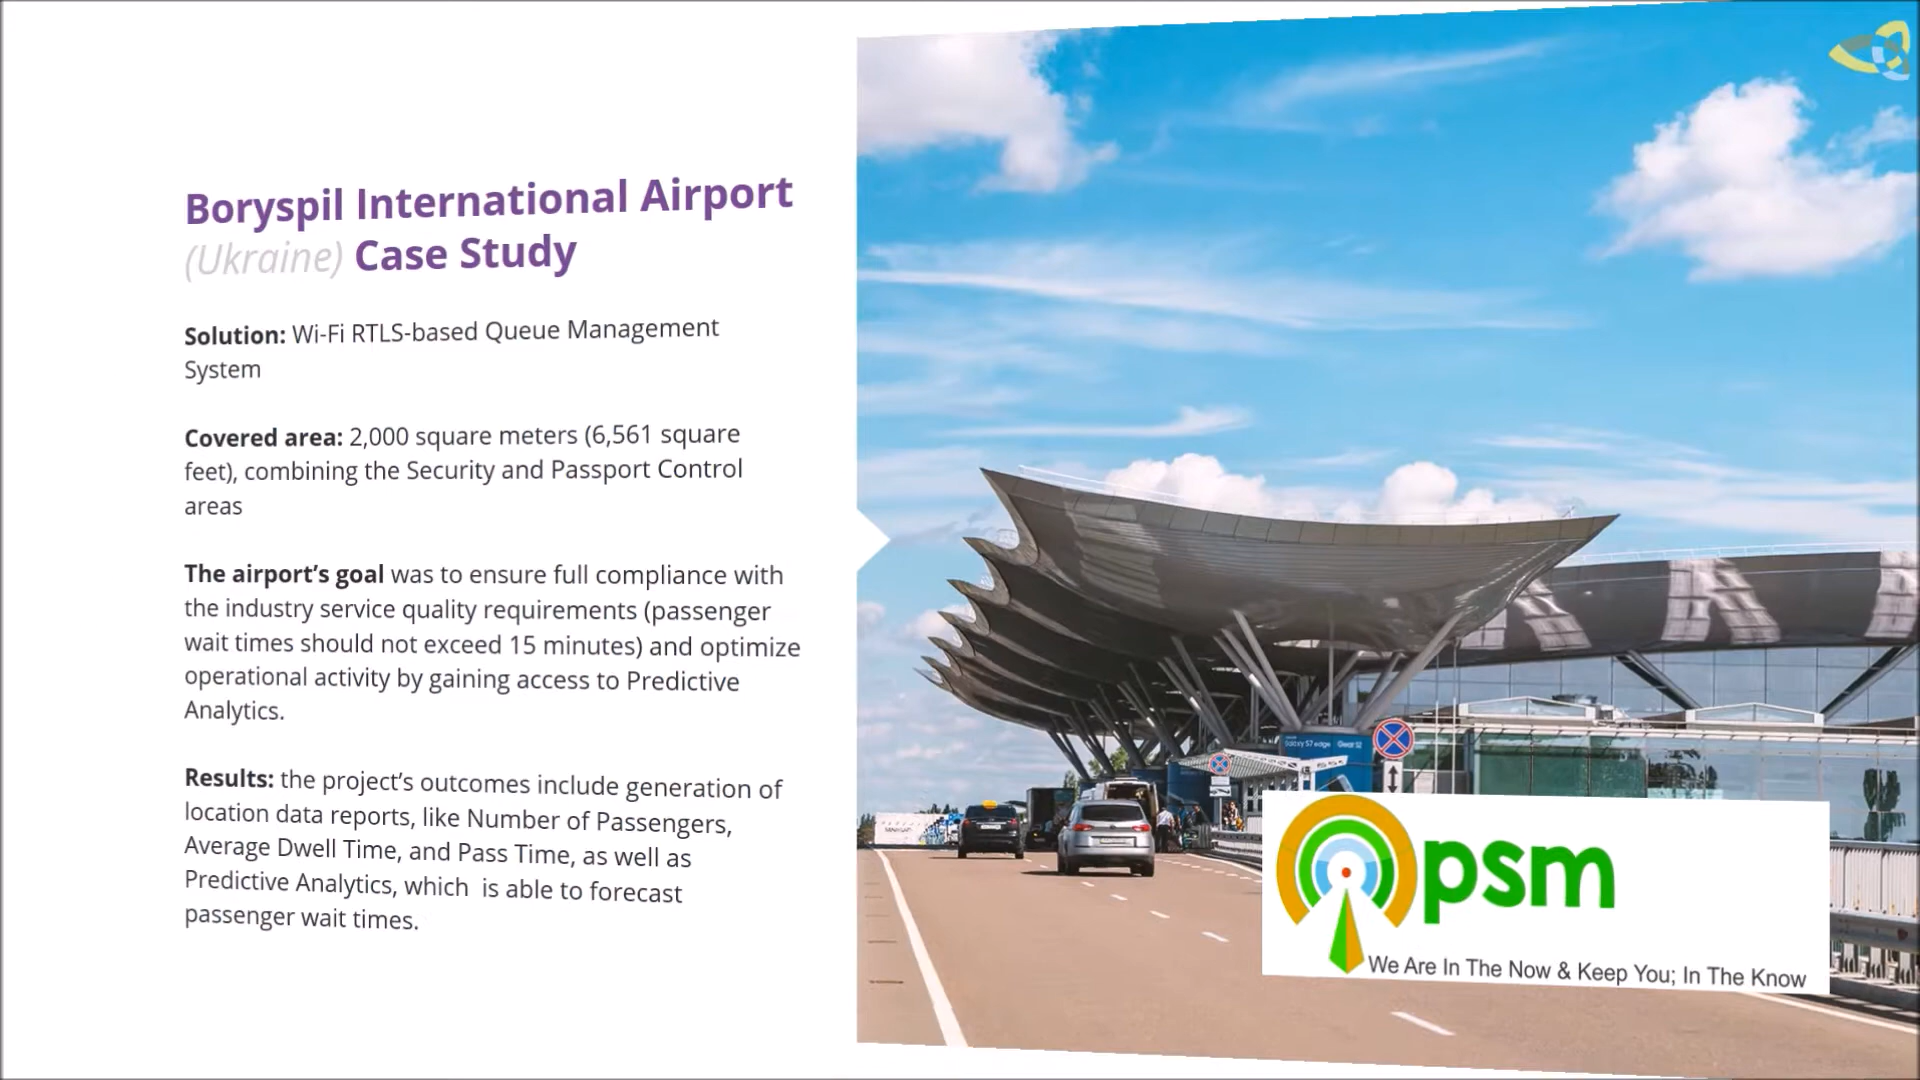 Boryspil International Airport
(Ukraine) Case Study
Solution: Wi-Fi RTLS-based Queue Management
System
Covered area: 2,000 square meters (6,561 square
feet), combining the Security and Passport Control
areas
The airport’s goal was to ensure full compliance with
the industry service quality requirements (passenger
wait times should not exceed 15 minutes) and optimize
operational activity by gaining access to Predictive
Analytics.
Results: the project’s outcomes include generation of
location data reports, like Number of Passengers,
Average Dwell Time, and Pass Time, as well as
Predictive Analytics, which  is able to forecast
passenger wait times.
Galaxy S7 edge Gear S2
psm
We Are In The Now & Keep You; In The Know